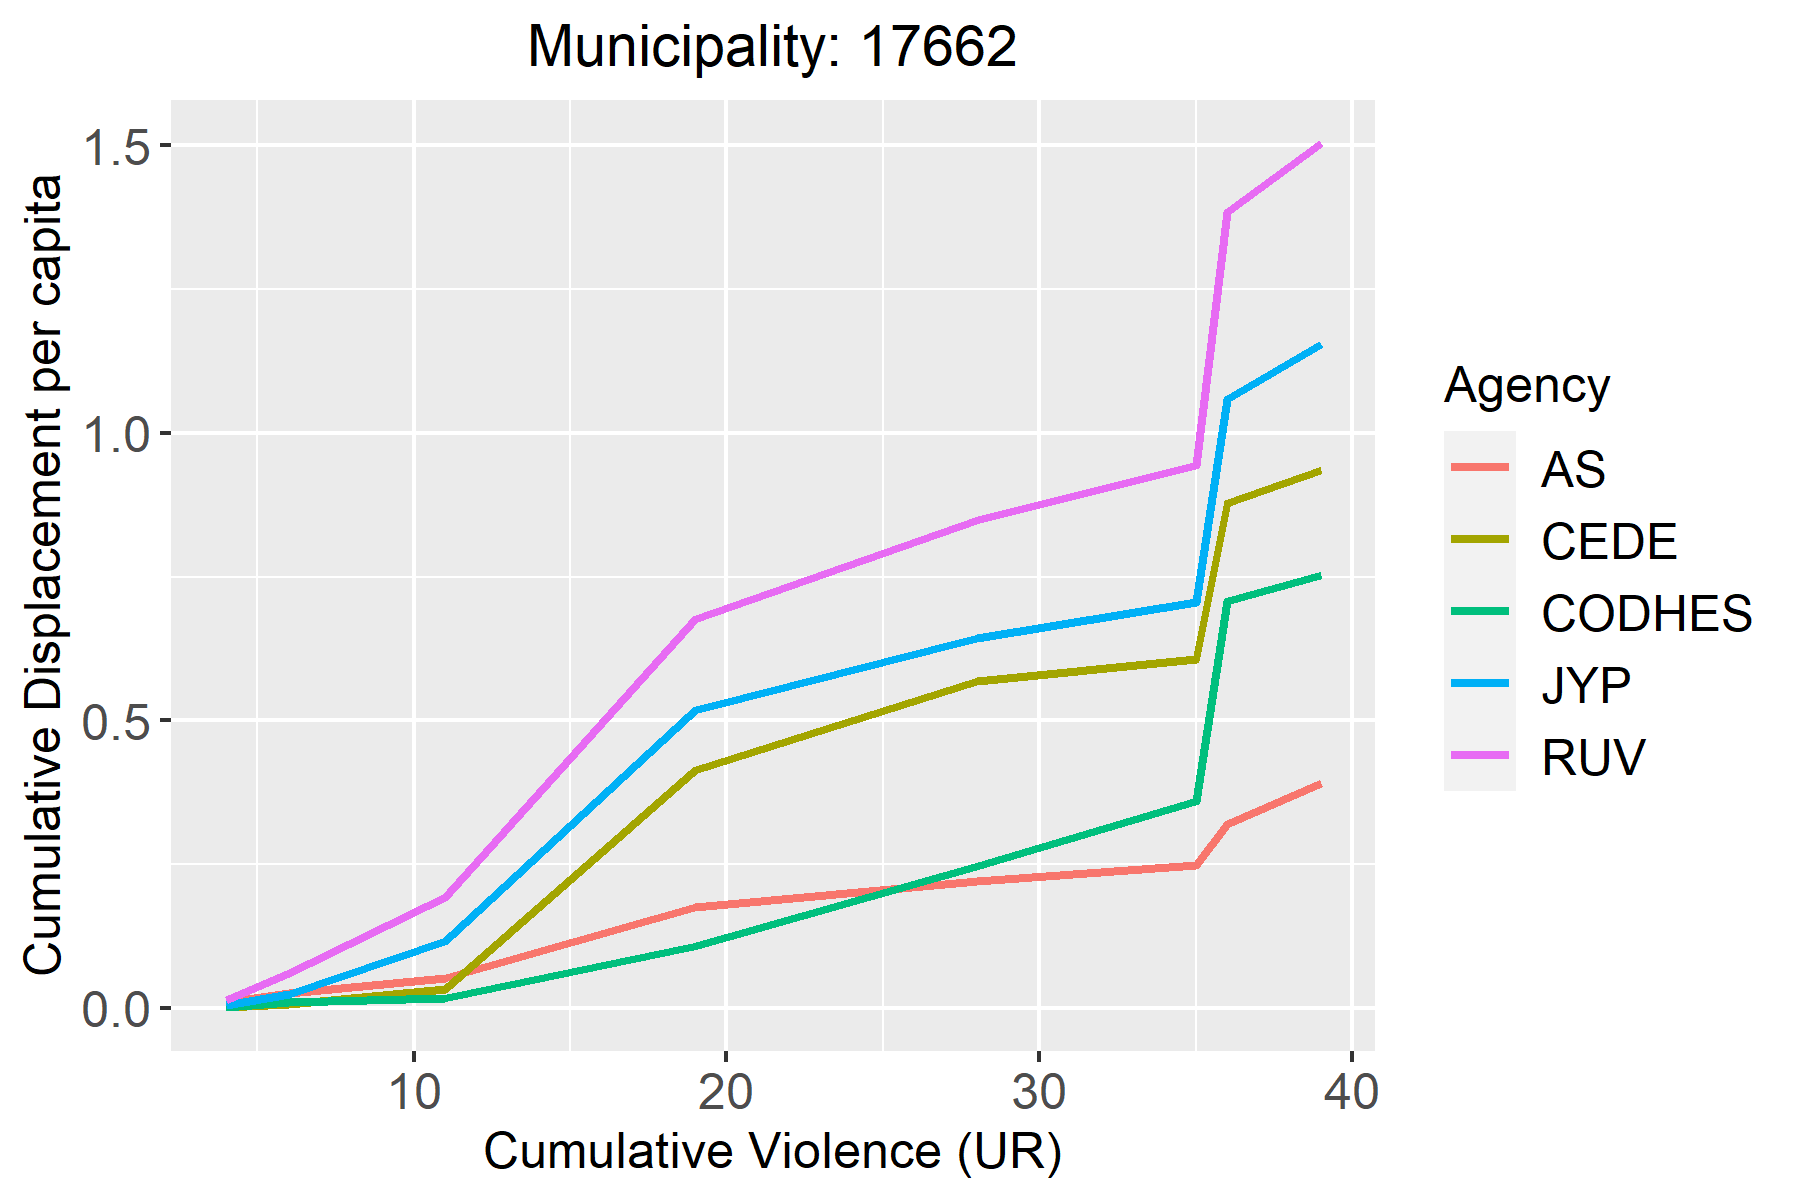 Municipality: 17662
Cumulative Displacement per capita
1.5
1.0
0.5
0.0
10 20 30 40
Cumulative Violence (UR)
Agency
AS
CEDE
CODHES
JYP
RUV